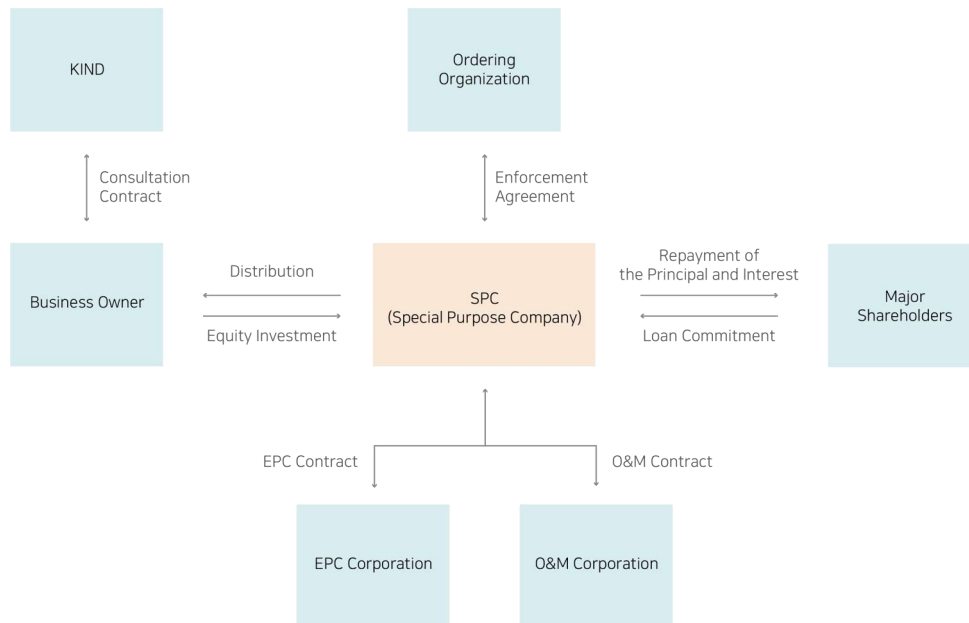 KIND
Ordering
Organization
Consultation
Contract
Enforcement
Agreement
Business Owner
Distribution
Equity Investment
SPC
(Special Purpose Company)
Repayment of
the Principal and Interest
Loan Commitment
Major
Shareholders
EPC Contract
O&M Contract
EPC Corporation
O&M Corporation